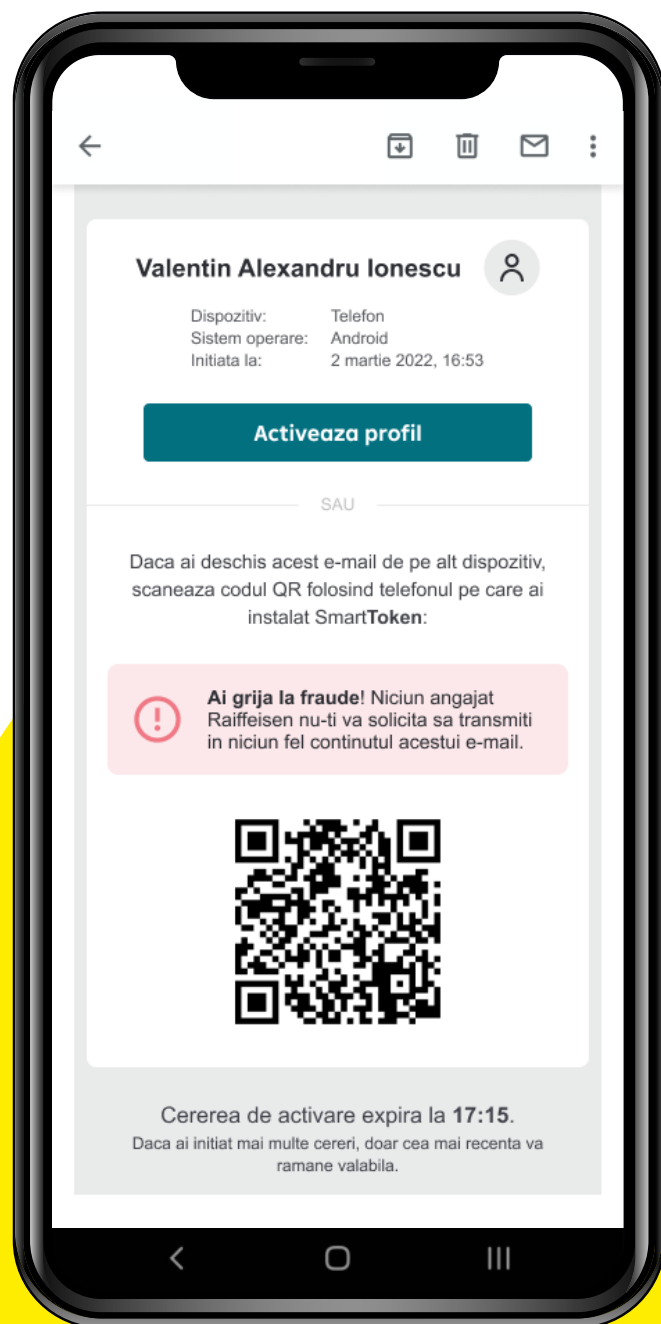 Valentin Alexandru Ionescu
Dispozitiv: Telefon
Sistem operare: Android
Initiata la: 2 martie 2022, 16:53
Activeaza profil
SAU
Daca ai deschis acest e-mail de pe alt dispozitiv,
scaneaza codul QR folosind telefonul pe care ai
instalat SmartToken:
Ai grija la fraude! Niciun angajat
Raiffeisen nu-ti va solicita sa transmiti
in niciun fel continutul acestui e-mail.
Cererea de activare expira la 17:15.
Daca ai initiat mai multe cereri, doar cea mai recenta va
ramane valabila.